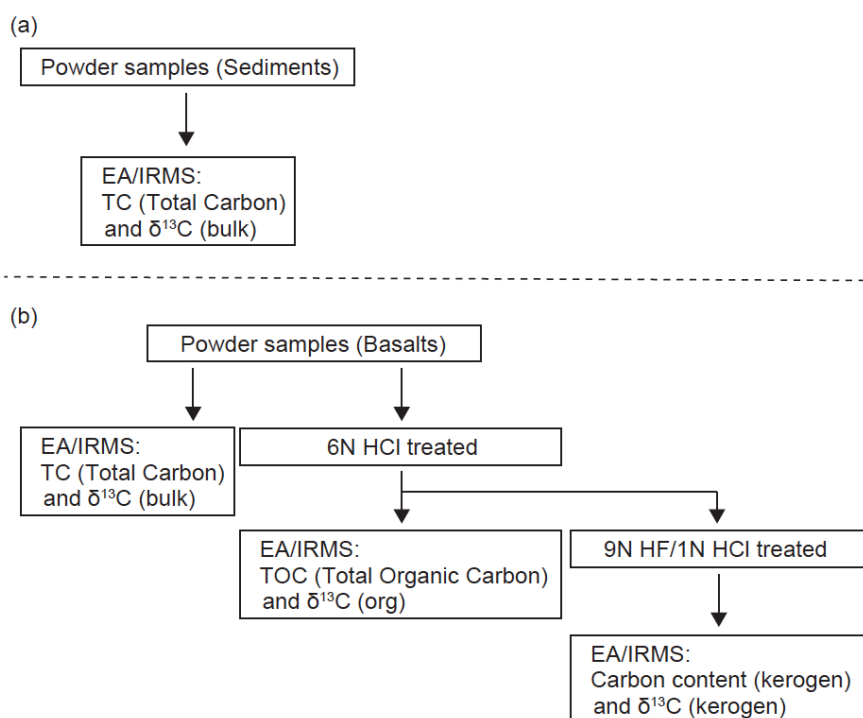 (a)
Powder samples (Sediments)
EA/IRMS:
TC (Total Carbon)
and δ¹³C (bulk)
(b)
Powder samples (Basalts)
EA/IRMS:
TC (Total Carbon)
and δ¹³C (bulk)
6N HCl treated
EA/IRMS:
TOC (Total Organic Carbon)
and δ¹³C (org)
9N HF/1N HCl treated
EA/IRMS:
Carbon content (kerogen)
and δ¹³C (kerogen)